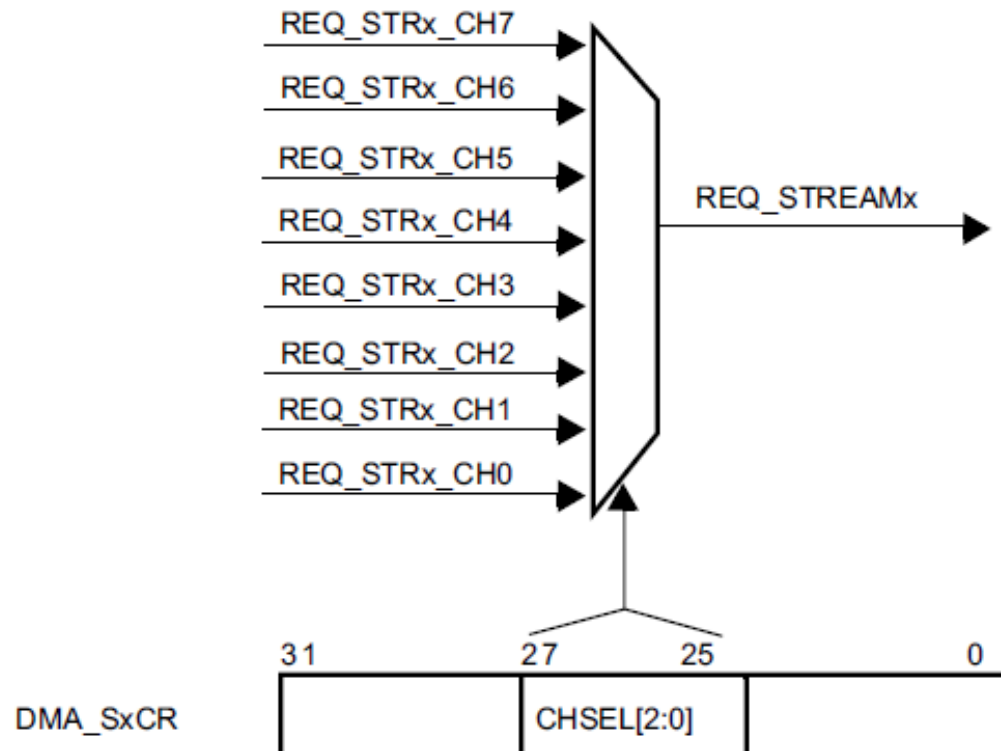 REQ_STRx_CH7
REQ_STRx_CH6
REQ_STRx_CH5
REQ_STRx_CH4
REQ_STRx_CH3
REQ_STRx_CH2
REQ_STRx_CH1
REQ_STRx_CH0
REQ_STREAMx
31 27 25 0
DMA_SxCR CHSEL[2:0]